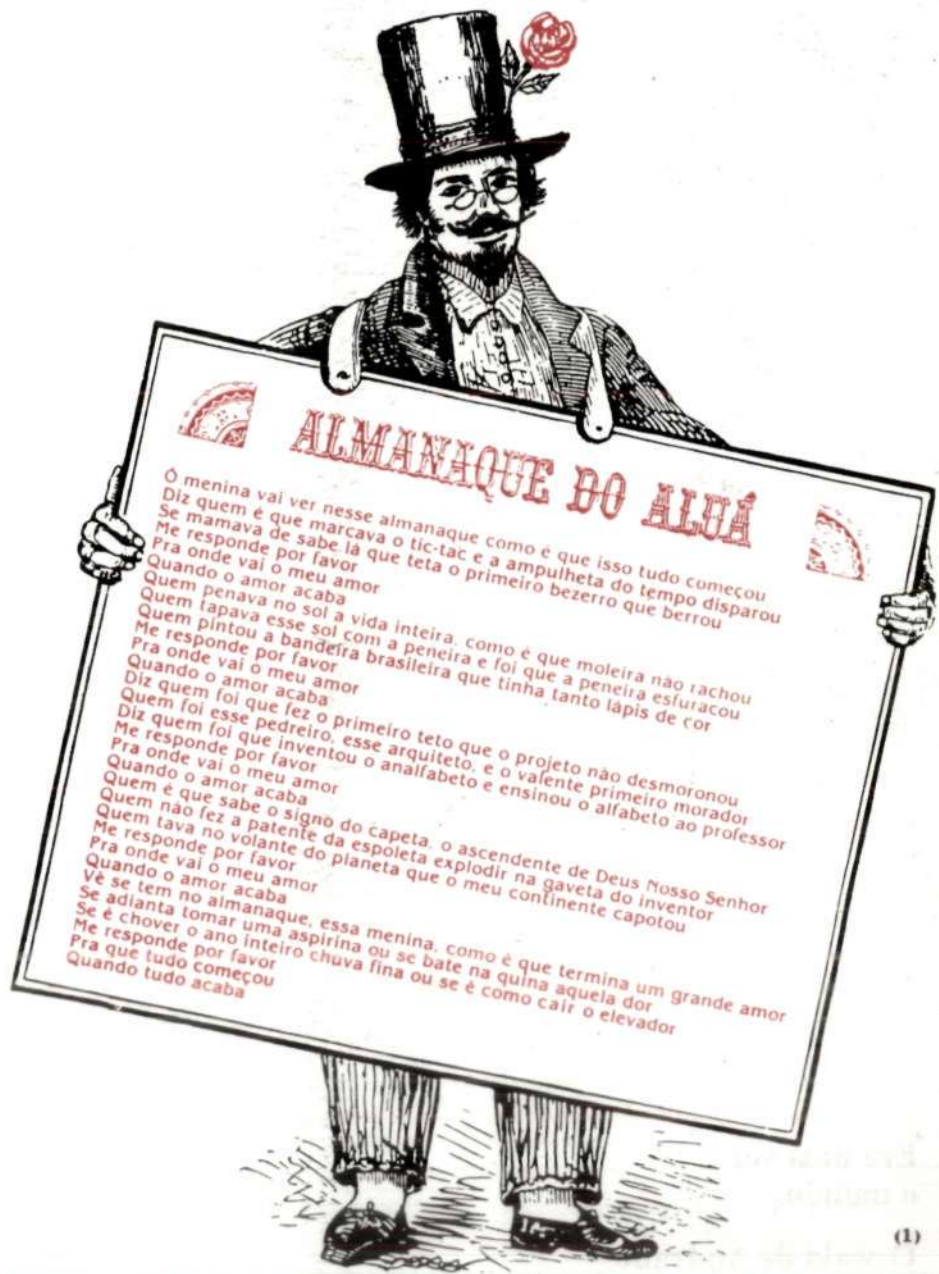 ALMANAQUE DO ALUÁ
Ó menina vai ver nesse almanaque como é que isso tudo começou
Diz quem é que marcava o tic-tac e a ampulheta do tempo disparou
Se mamava de sabe lá que teta o primeiro bezerro que berrou
Me responde por favor
Pra onde vai o meu amor
Quando o amor acaba
Quem penava no sol a vida inteira, como é que moleira não rachou
Quem tapava esse sol com a peneira e foi que a peneira esfuracou
Quem pintou a bandeira brasileira que tinha tanto lápis de cor
Me responde por favor
Pra onde vai o meu amor
Quando o amor acaba
Diz quem foi que fez o primeiro teto que o projeto não desmoronou
Quem foi esse pedreiro, esse arquiteto, e o valente primeiro morador
Diz quem foi que inventou o analfabeto e ensinou o alfabeto ao professor
Me responde por favor
Pra onde vai o meu amor
Quando o amor acaba
Quem é que sabe o signo do capeta, o ascendente de Deus Nosso Senhor
Quem não fez a patente da espoleta explodir na gaveta do inventor
Quem tava no volante do planeta que o meu continente capotou
Me responde por favor
Pra onde vai o meu amor
Quando o amor acaba
Vê se tem no almanaque, essa menina, como é que termina um grande amor
Se adianta tomar uma aspirina ou se bate na quina aquela dor
Se é chover o ano inteiro chuva fina ou se é como cair o elevador
Me responde por favor
Pra que tudo começou
Quando tudo acaba
(1)